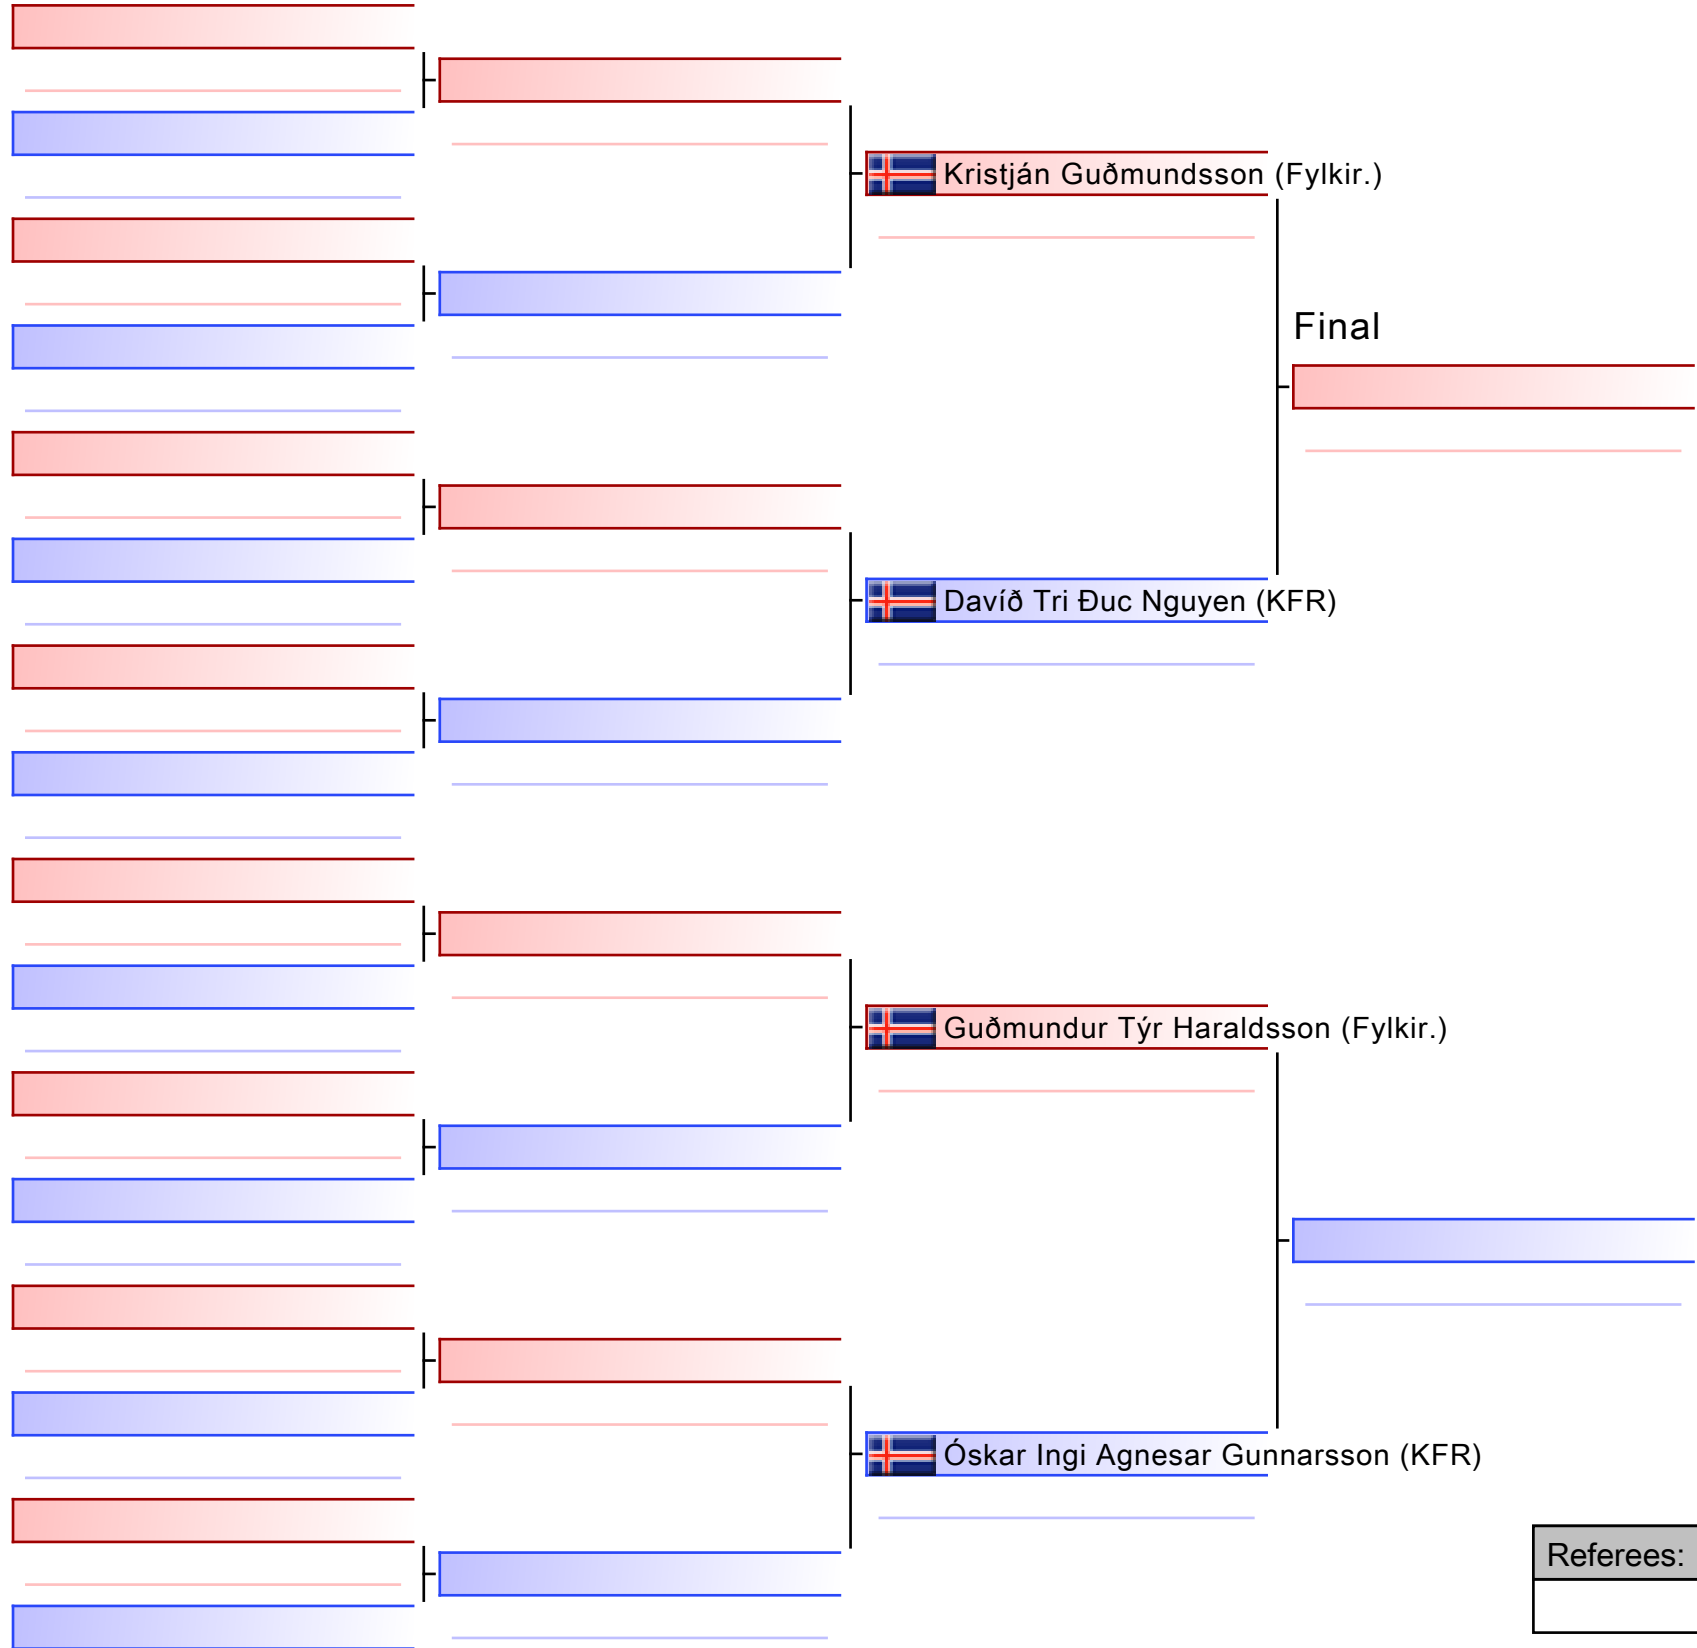 Kristján Guðmundsson (Fylkir.)
Final
Davíð Tri Đuc Nguyen (KFR)
Guðmundur Týr Haraldsson (Fylkir.)
Óskar Ingi Agnesar Gunnarsson (KFR)
Referees: